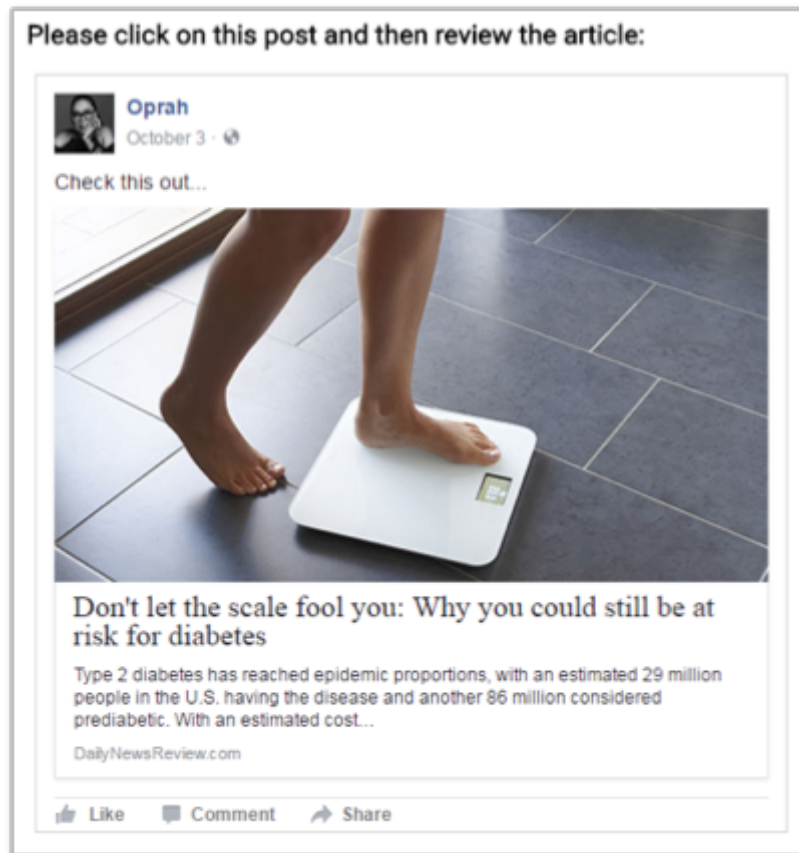 Please click on this post and then review the article:
Oprah
October 3 ·
Check this out...
Don't let the scale fool you: Why you could still be at
risk for diabetes
Type 2 diabetes has reached epidemic proportions, with an estimated 29 million
people in the U.S. having the disease and another 86 million considered
prediabetic. With an estimated cost...
DailyNewsReview.com
Like Comment Share